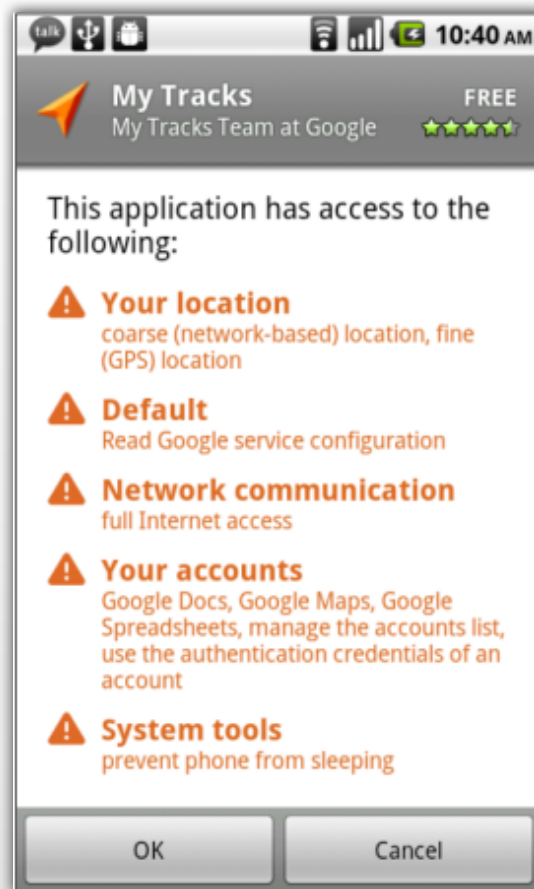 talk 10:40 AM
My Tracks FREE
My Tracks Team at Google
This application has access to the
following:
Your location
coarse (network-based) location, fine
(GPS) location
Default
Read Google service configuration
Network communication
full Internet access
Your accounts
Google Docs, Google Maps, Google
Spreadsheets, manage the accounts list,
use the authentication credentials of an
account
System tools
prevent phone from sleeping
OK Cancel